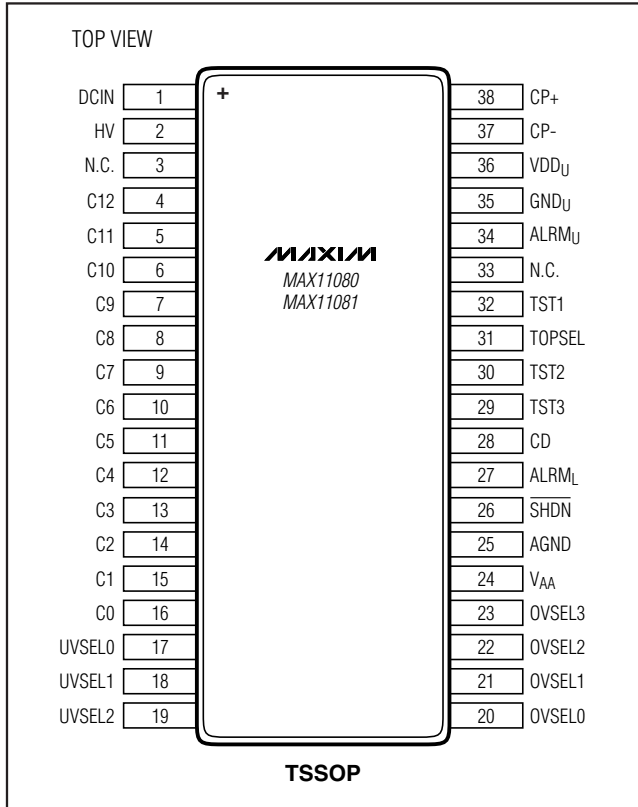 TOP VIEW
DCIN 1 + 38 CP+
HV 2 37 CP-
N.C. 3 36 VDDU
C12 4 35 GNDU
C11 5 34 ALRMU
C10 6 MAXIM 33 N.C.
C9 7 MAX11080 32 TST1
C8 8 MAX11081 31 TOPSEL
C7 9 30 TST2
C6 10 29 TST3
C5 11 28 CD
C4 12 27 ALRML
C3 13 26 SHDN
C2 14 25 AGND
C1 15 24 VAA
C0 16 23 OVSEL3
UVSEL0 17 22 OVSEL2
UVSEL1 18 21 OVSEL1
UVSEL2 19 20 OVSEL0
TSSOP